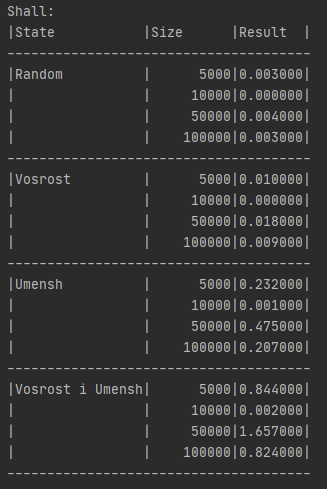 Shall:
|State           |Size      |Result  |
--------------------------------------
|Random          |      5000|0.003000|
|                |     10000|0.000000|
|                |     50000|0.004000|
|                |    100000|0.003000|
--------------------------------------
|Vosrost         |      5000|0.010000|
|                |     10000|0.000000|
|                |     50000|0.018000|
|                |    100000|0.009000|
--------------------------------------
|Umensh          |      5000|0.232000|
|                |     10000|0.001000|
|                |     50000|0.475000|
|                |    100000|0.207000|
--------------------------------------
|Vosrost i Umensh|      5000|0.844000|
|                |     10000|0.002000|
|                |     50000|1.657000|
|                |    100000|0.824000|
--------------------------------------